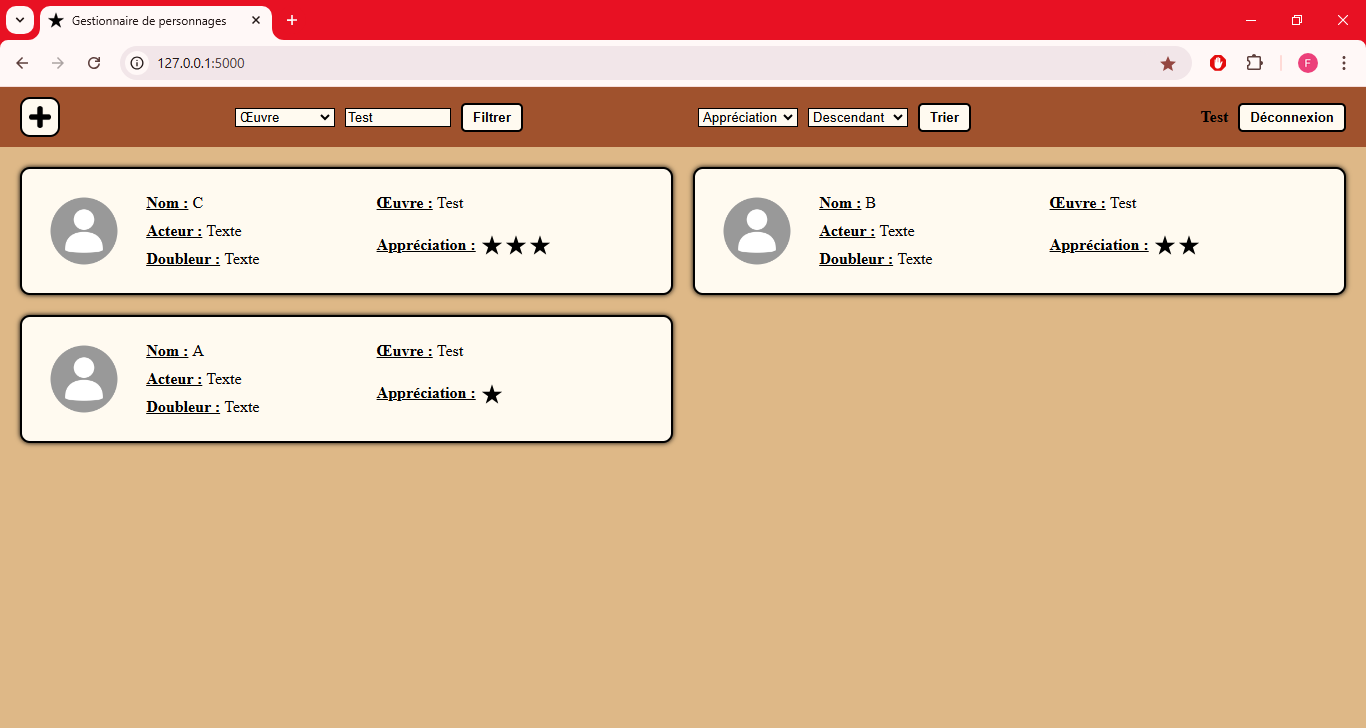 Gestionnaire de personnages
127.0.0.1:5000
F
Œuvre Test Filtrer Appréciation Descendant Trier Test Déconnexion
Nom : C
Acteur : Texte
Doubleur : Texte
Œuvre : Test
Appréciation : ★★★
Nom : B
Acteur : Texte
Doubleur : Texte
Œuvre : Test
Appréciation : ★★
Nom : A
Acteur : Texte
Doubleur : Texte
Œuvre : Test
Appréciation : ★